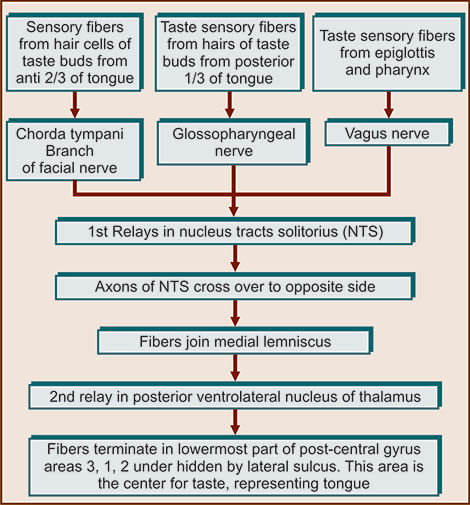 Sensory fibers
from hair cells of
taste buds from
anti 2/3 of tongue
Taste sensory fibers
from hairs of taste
buds from posterior
1/3 of tongue
Taste sensory fibers
from epiglottis
and pharynx
Chorda tympani
Branch
of facial nerve
Glossopharyngeal
nerve
Vagus nerve
1st Relays in nucleus tracts solitorius (NTS)
Axons of NTS cross over to opposite side
Fibers join medial lemniscus
2nd relay in posterior ventrolateral nucleus of thalamus
Fibers terminate in lowermost part of post-central gyrus
areas 3, 1, 2 under hidden by lateral sulcus. This area is
the center for taste, representing tongue